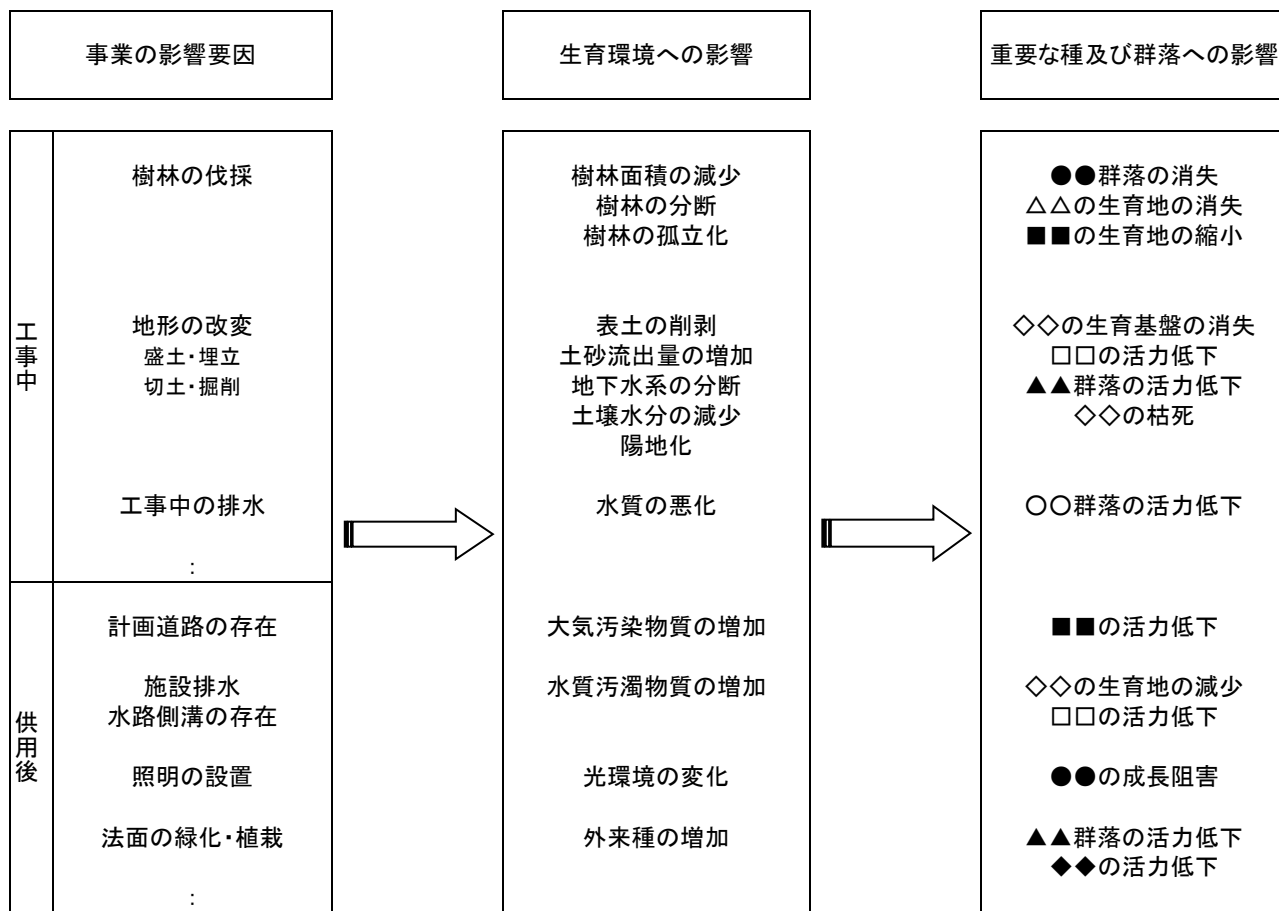 事業の影響要因
生育環境への影響
重要な種及び群落への影響
工事中
樹林の伐採
樹林面積の減少
●●群落の消失
樹林の分断
△△の生育地の消失
樹林の孤立化
■■の生育地の縮小
地形の改変
表土の削剥
◇◇の生育基盤の消失
盛土・埋立
土砂流出量の増加
□□の活力低下
切土・掘削
地下水系の分断
▲▲群落の活力低下
土壌水分の減少
◇◇の枯死
陽地化
工事中の排水
水質の悪化
○○群落の活力低下
:
供用後
計画道路の存在
大気汚染物質の増加
■■の活力低下
施設排水
水質汚濁物質の増加
◇◇の生育地の減少
水路側溝の存在
□□の活力低下
照明の設置
光環境の変化
●●の成長阻害
法面の緑化・植栽
外来種の増加
▲▲群落の活力低下
◆◆の活力低下
: